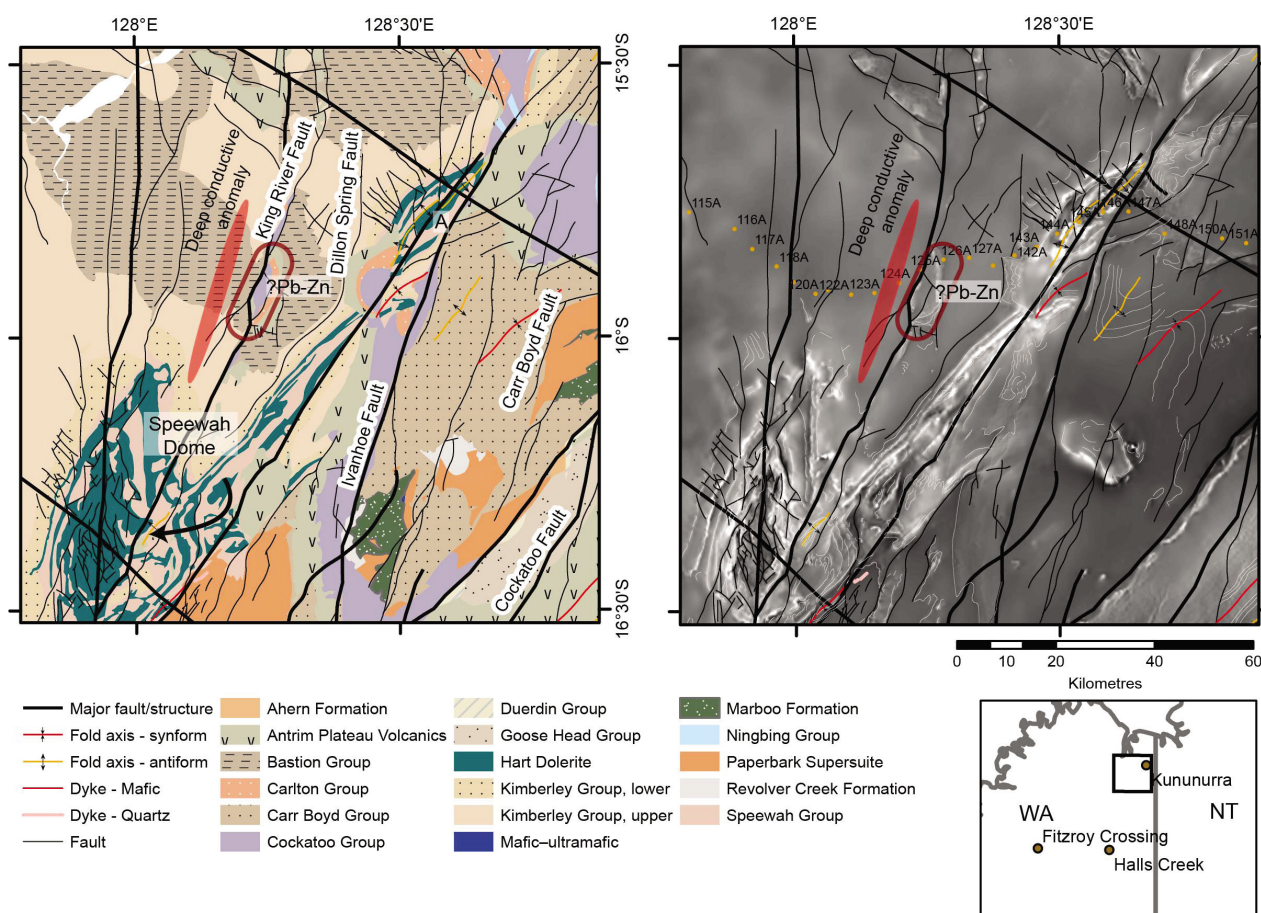 128°E
128°30'E
15°30'S
16°S
16°30'S
Deep conductive
anomaly
King River Fault
Dillon Spring Fault
?Pb-Zn
A
Carr Boyd Fault
Ivanhoe Fault
Cockatoo Fault
Speewah
Dome
v
128°E
128°30'E
Deep conductive
anomaly
?Pb-Zn
115A
116A
117A
118A
120A
122A
123A
124A
125A
126A
127A
142A
143A
144A
145A
146
147A
148A
150A
151A
0 10 20 40 60
Kilometres
Major fault/structure
Fold axis - synform
Fold axis - antiform
Dyke - Mafic
Dyke - Quartz
Fault
Ahern Formation
Antrim Plateau Volcanics
Bastion Group
Carlton Group
Carr Boyd Group
Cockatoo Group
Duerdin Group
Goose Head Group
Hart Dolerite
Kimberley Group, lower
Kimberley Group, upper
Mafic–ultramafic
Marboo Formation
Ningbing Group
Paperbark Supersuite
Revolver Creek Formation
Speewah Group
Kununurra
WA
NT
Fitzroy Crossing
Halls Creek